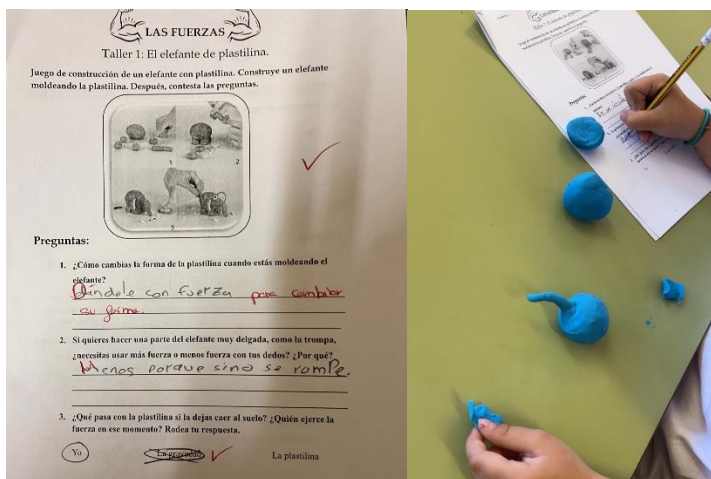 LAS FUERZAS
Taller 1: El elefante de plastilina.
Juego de construcción de un elefante con plastilina. Construye un elefante
moldeando la plastilina. Después, contesta las preguntas.
1
2
3
Preguntas:
1. ¿Cómo cambias la forma de la plastilina cuando estás moldeando el
elefante?
Dándole con fuerza para cambiar
su forma.
2. Si quieres hacer una parte del elefante muy delgada, como la trompa,
¿necesitas usar más fuerza o menos fuerza con tus dedos? ¿Por qué?
Menos porque sino se rompe.
3. ¿Qué pasa con la plastilina si la dejas caer al suelo? ¿Quién ejerce la
fuerza en ese momento? Rodea tu respuesta.
Yo La gravedad La plastilina
Preguntas: